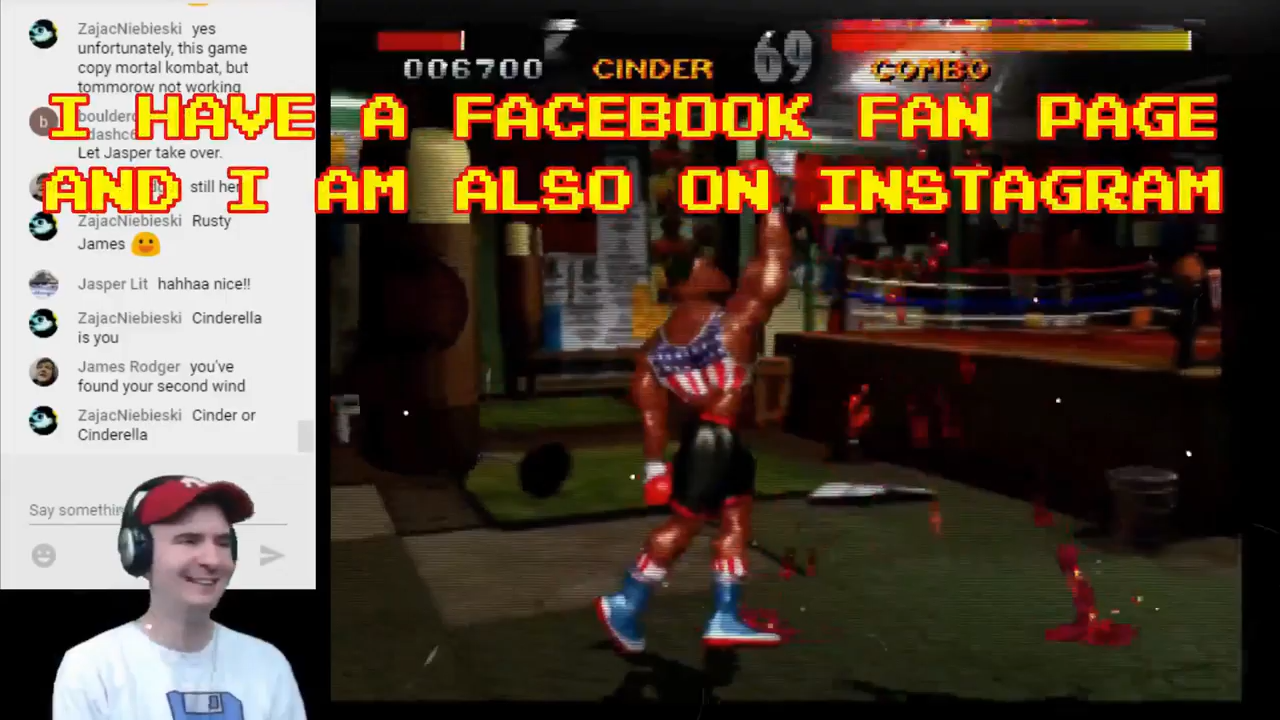 ZajacNiebieski yes
unfortunately, this game
copy mortal kombat, but
tommorow not working
Let Jasper take over.
still
ZajacNiebieski Rusty
James
Jasper Lit hahhaa nice!!
ZajacNiebieski Cinderella
is you
James Rodger you've
found your second wind
ZajacNiebieski Cinder or
Cinderella
Say
006700 CINDER 69 COMBO
I HAVE A FACEBOOK FAN PAGE
AND I AM ALSO ON INSTAGRAM